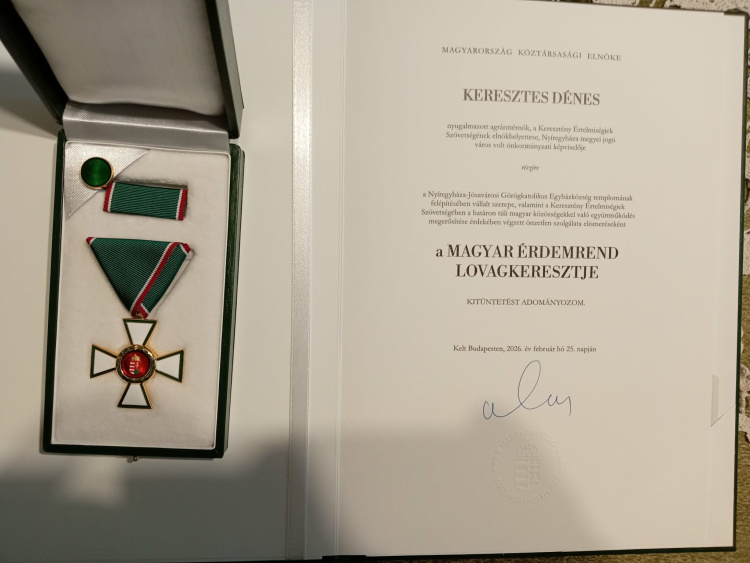 MAGYARORSZÁG KÖZTÁRSASÁGI ELNÖKE
KERESZTES DÉNES
nyugalmazott agrármérnök, a Keresztény Értelmiségiek
Szövetségének elnökhelyettese, Nyíregyháza megyei jogú
város volt önkormányzati képviselője
részére
a Nyíregyháza-Jósavárosi Görögkatolikus Egyházközség templomának
felépítésében vállalt szerepe, valamint a Keresztény Értelmiségiek
Szövetségében a határon túli magyar közösségekkel való együttműködés
megerősítése érdekében végzett önzetlen szolgálata elismeréseként
a MAGYAR ÉRDEMREND
LOVAGKERESZTJE
KITÜNTETÉST ADOMÁNYOZOM.
Kelt Budapesten, 2026. év február hó 25. napján